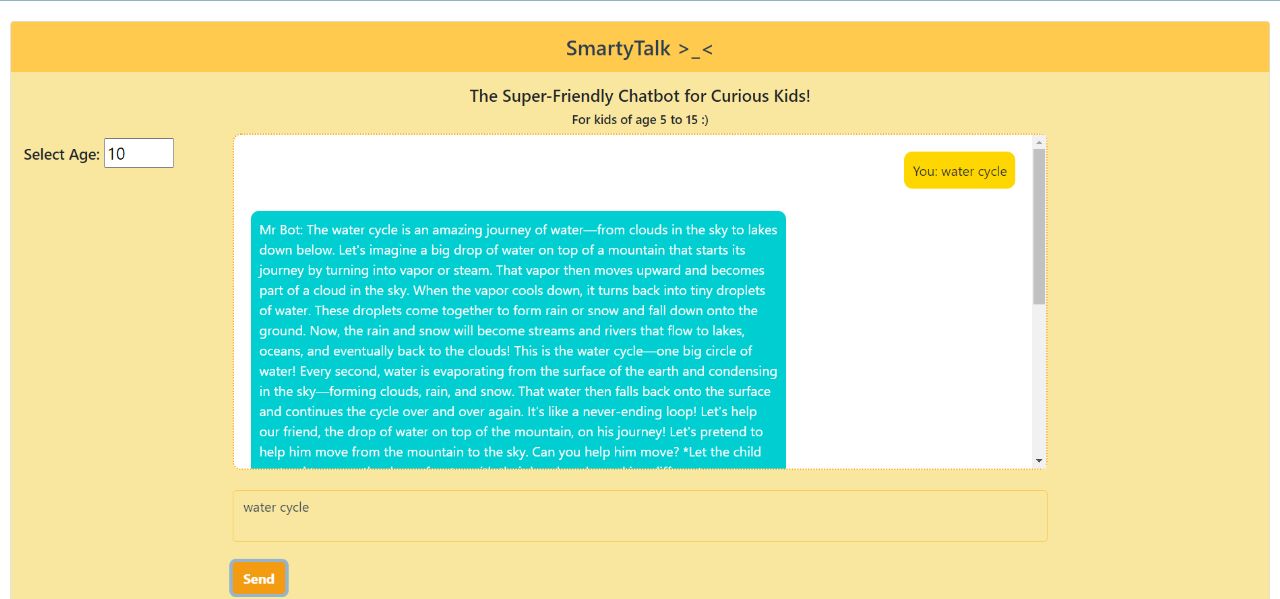 SmartyTalk >_<
The Super-Friendly Chatbot for Curious Kids!
For kids of age 5 to 15 :)
Select Age: 10
You: water cycle
Mr Bot: The water cycle is an amazing journey of water—from clouds in the sky to lakes
down below. Let's imagine a big drop of water on top of a mountain that starts its
journey by turning into vapor or steam. That vapor then moves upward and becomes
part of a cloud in the sky. When the vapor cools down, it turns back into tiny droplets
of water. These droplets come together to form rain or snow and fall down onto the
ground. Now, the rain and snow will become streams and rivers that flow to lakes,
oceans, and eventually back to the clouds! This is the water cycle—one big circle of
water! Every second, water is evaporating from the surface of the earth and condensing
in the sky—forming clouds, rain, and snow. That water then falls back onto the surface
and continues the cycle over and over again. It's like a never-ending loop! Let's help
our friend, the drop of water on top of the mountain, on his journey! Let's pretend to
help him move from the mountain to the sky. Can you help him move? *Let the child
water cycle
Send